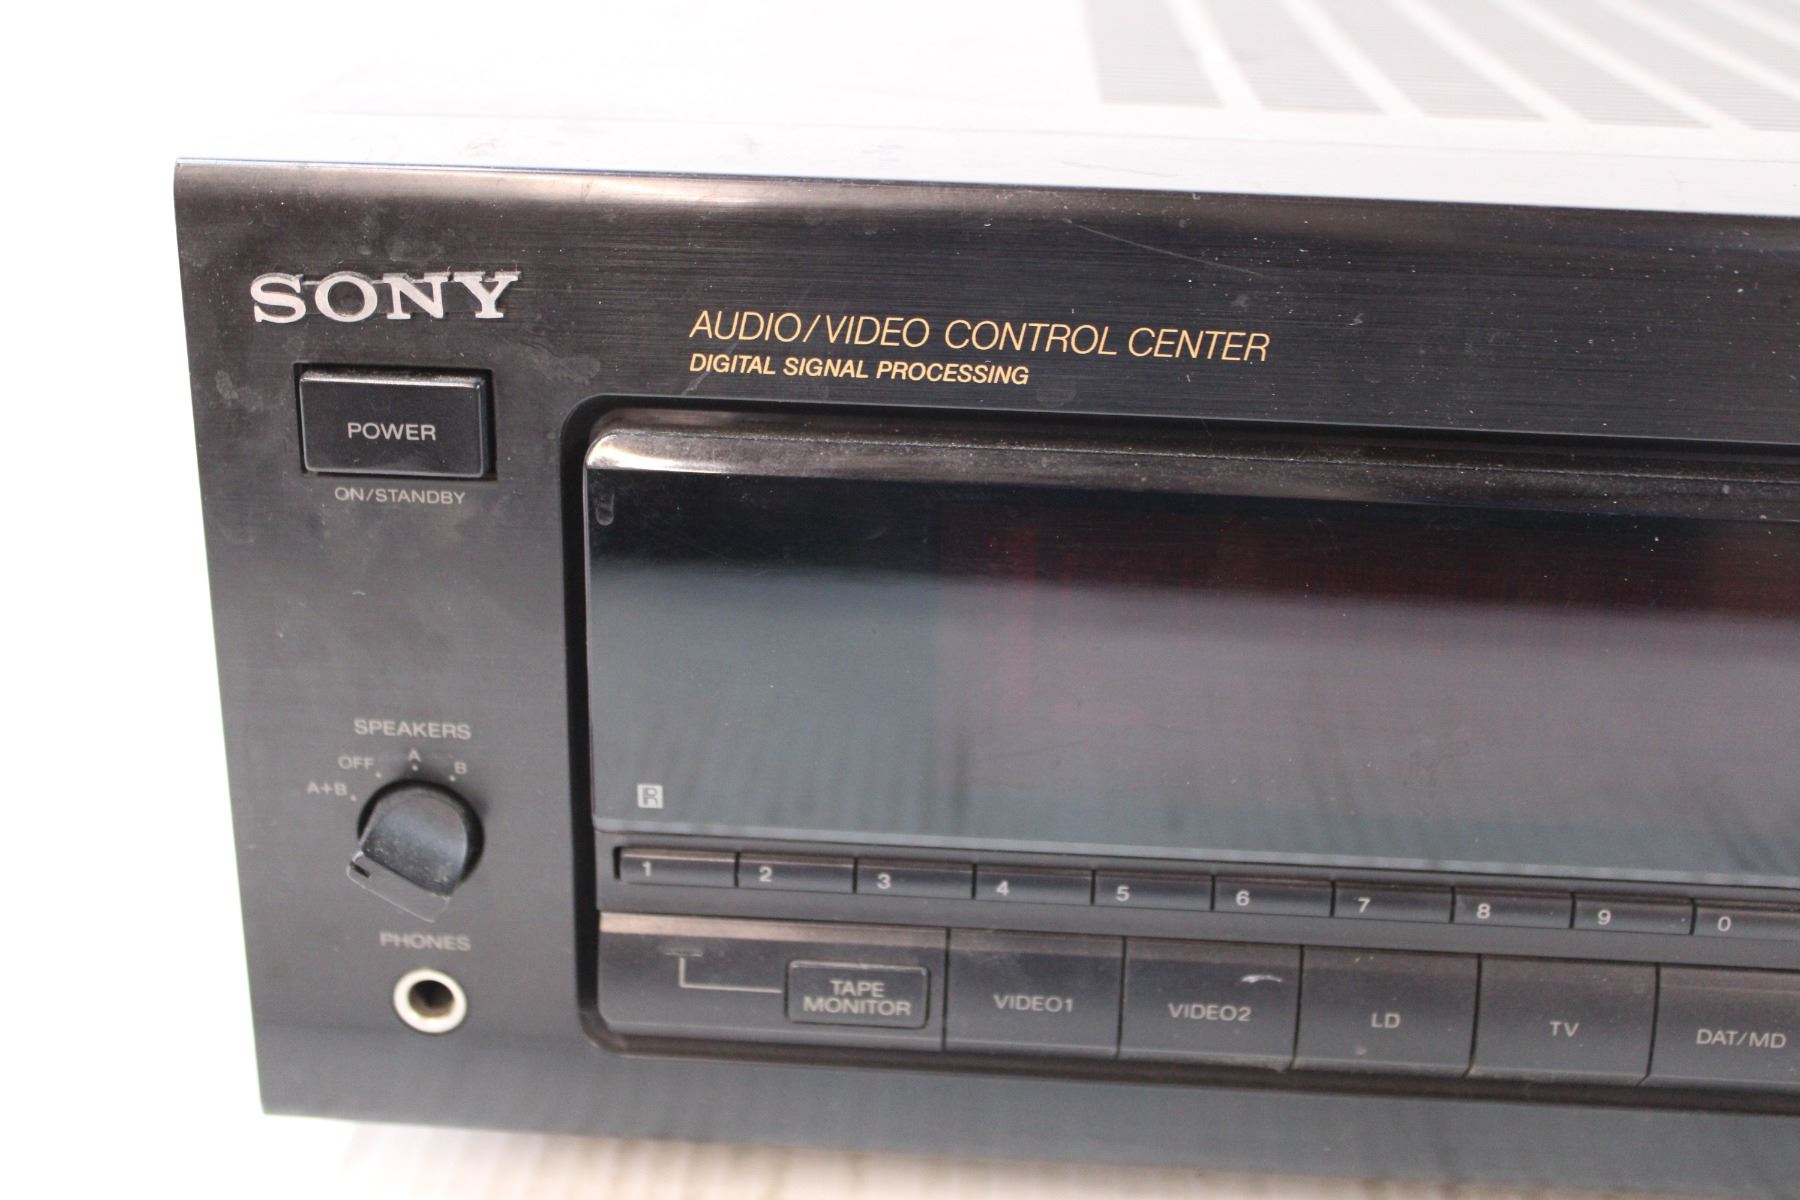 SONY
AUDIO/VIDEO CONTROL CENTER
DIGITAL SIGNAL PROCESSING
POWER
ON/STANDBY
SPEAKERS
A+B OFF A B
PHONES
R
1 2 3 4 5 6 7 8 9 0
TAPE
MONITOR
VIDEO1 VIDEO2 LD TV DAT/MD